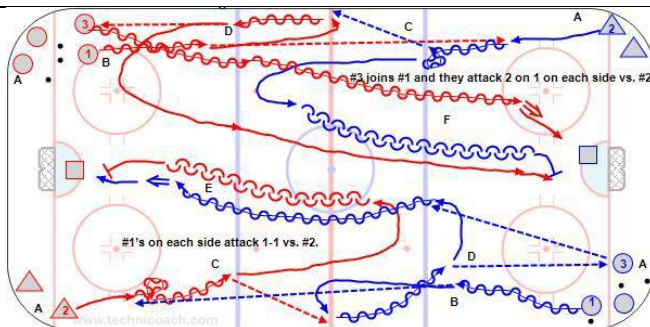 3
D
C
A
2
1
B
A
#3 joins #1 and they attack 2 on 1 on each side vs. #2
F
E
#1's on each side attack 1-1 vs. #2.
C
D
3
A
A
2
B
1
A
www.technicoach.com